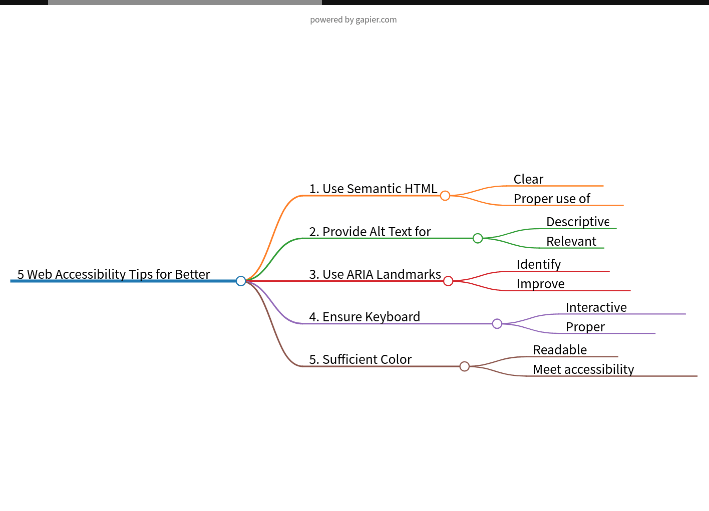 powered by gapier.com
5 Web Accessibility Tips for Better
1. Use Semantic HTML
Clear
Proper use of
2. Provide Alt Text for
Descriptive
Relevant
3. Use ARIA Landmarks
Identify
Improve
4. Ensure Keyboard
Interactive
Proper
5. Sufficient Color
Readable
Meet accessibility